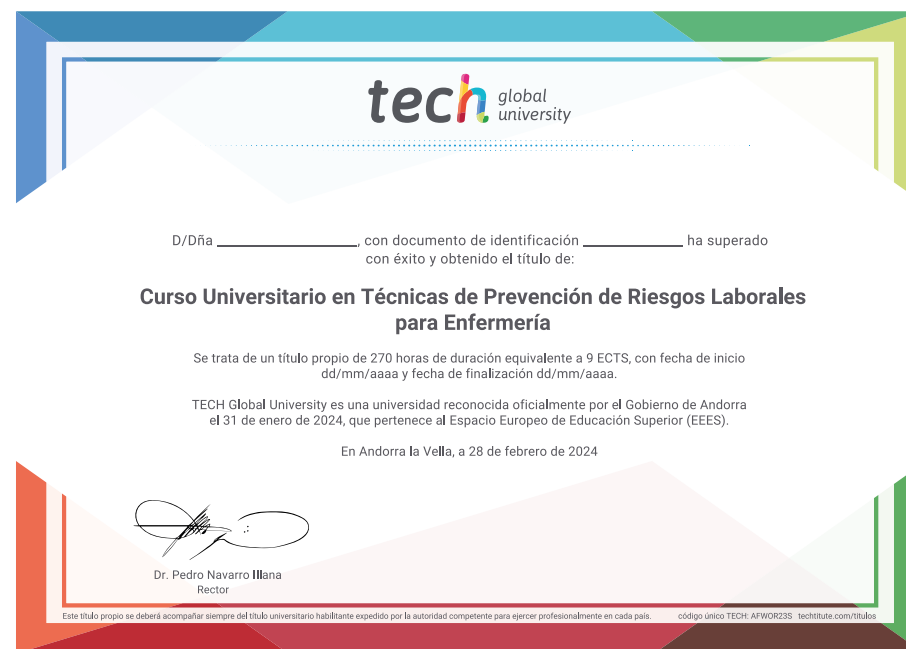 tech global university
D/Dña ____________________, con documento de identificación ______________ ha superado
con éxito y obtenido el título de:
Curso Universitario en Técnicas de Prevención de Riesgos Laborales
para Enfermería
Se trata de un título propio de 270 horas de duración equivalente a 9 ECTS, con fecha de inicio
dd/mm/aaaa y fecha de finalización dd/mm/aaaa.
TECH Global University es una universidad reconocida oficialmente por el Gobierno de Andorra
el 31 de enero de 2024, que pertenece al Espacio Europeo de Educación Superior (EEES).
En Andorra la Vella, a 28 de febrero de 2024
Dr. Pedro Navarro Illana
Rector
Este título propio se deberá acompañar siempre del título universitario habilitante expedido por la autoridad competente para ejercer profesionalmente en cada país. código único TECH: AFWOR23S techtitute.com/titulos